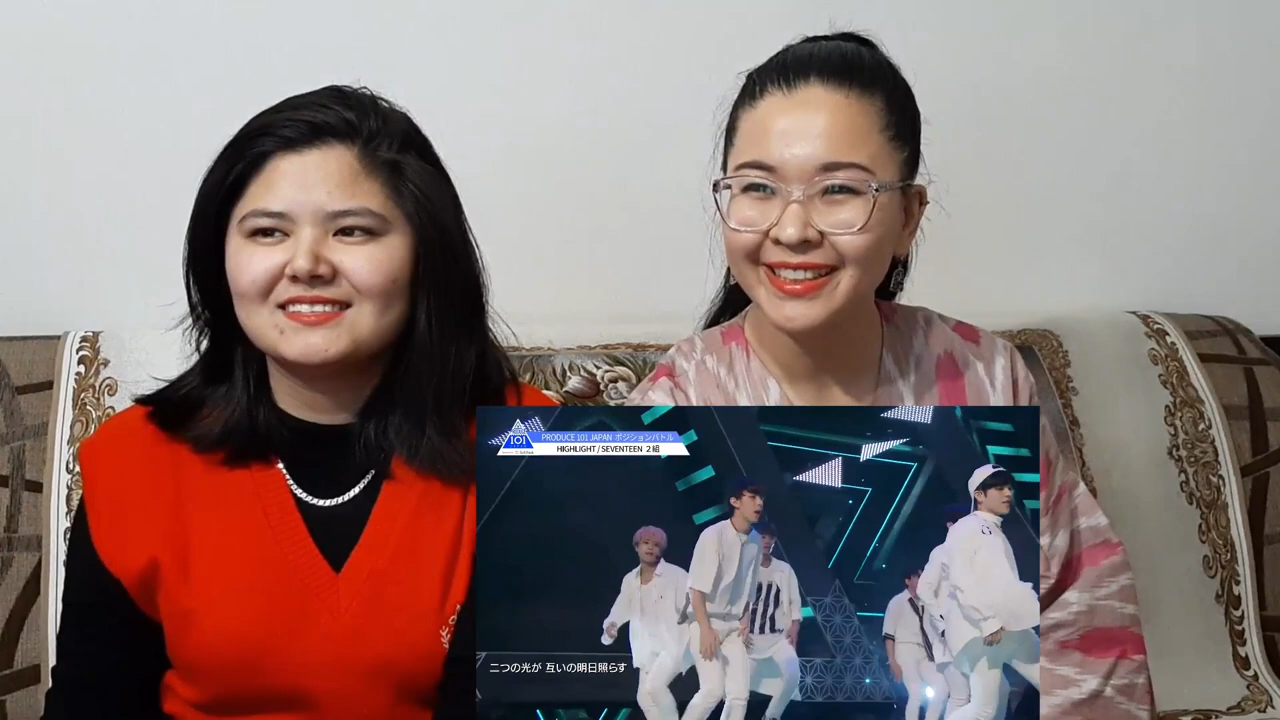 101
PRODUCE 101 JAPAN ポジションバトル
HIGHLIGHT / SEVENTEEN 2組
G
二つの光が 互いの明日照らす